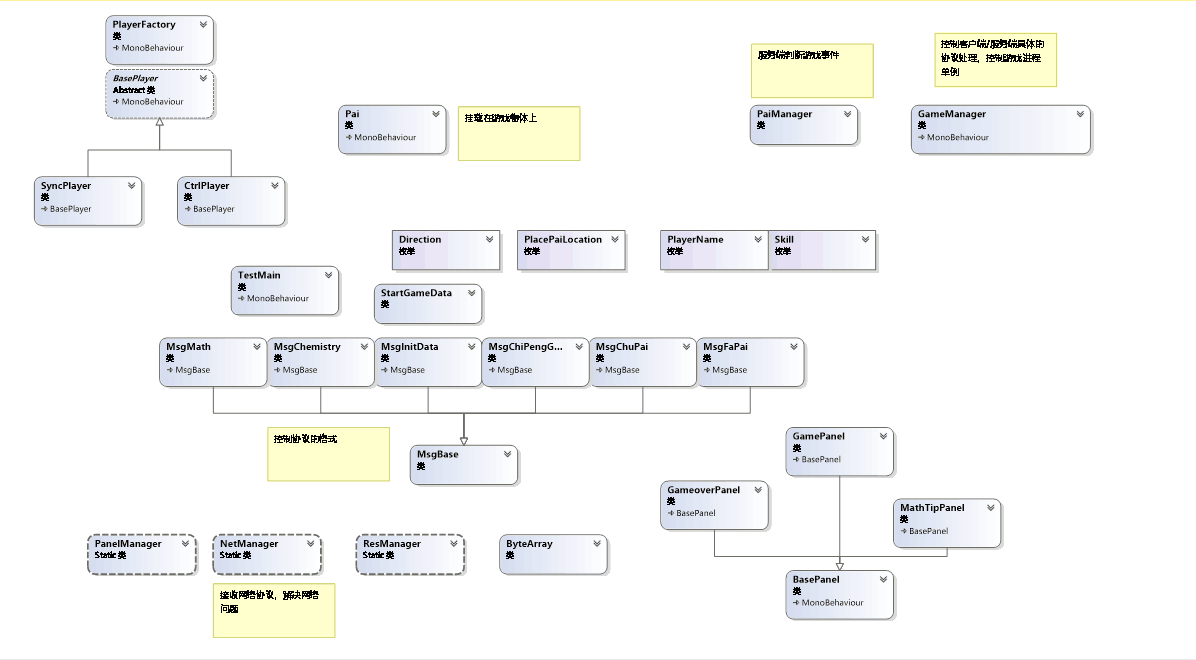 PlayerFactory
类
MonoBehaviour
BasePlayer
Abstract 类
MonoBehaviour
SyncPlayer
类
BasePlayer
CtrlPlayer
类
BasePlayer
Pai
类
MonoBehaviour
挂载在游戏物体上
服务端判断游戏事件
PaiManager
类
控制客户端/服务端具体的
协议处理，控制游戏进程
单例
GameManager
类
MonoBehaviour
Direction
枚举
PlacePaiLocation
枚举
PlayerName
枚举
Skill
枚举
TestMain
类
MonoBehaviour
StartGameData
类
MsgMath
类
MsgBase
MsgChemistry
类
MsgBase
MsgInitData
类
MsgBase
MsgChiPengG...
类
MsgBase
MsgChuPai
类
MsgBase
MsgFaPai
类
MsgBase
控制协议的格式
MsgBase
类
GamePanel
类
BasePanel
GameoverPanel
类
BasePanel
MathTipPanel
类
BasePanel
BasePanel
类
MonoBehaviour
PanelManager
Static 类
NetManager
Static 类
ResManager
Static 类
ByteArray
类
接收网络协议，解决网络
问题